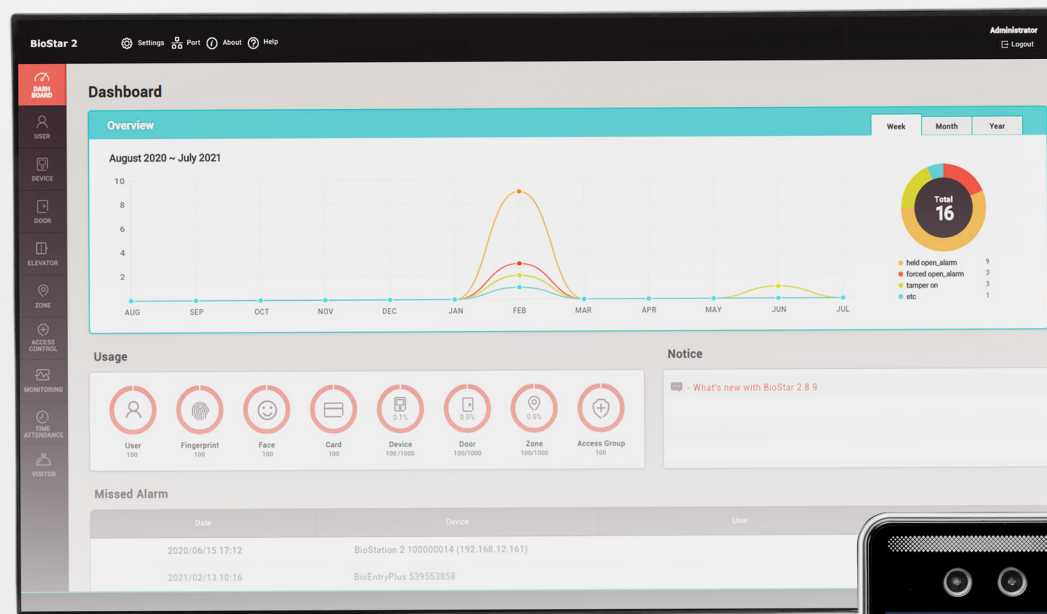 BioStar 2
Settings Port About Help
Administrator
Logout
DASH BOARD
USER
DEVICE
DOOR
ELEVATOR
ZONE
ACCESS CONTROL
MONITORING
TIME ATTENDANCE
VISITOR
Dashboard
Overview
Week Month Year
August 2020 ~ July 2021
10
8
6
4
2
AUG SEP OCT NOV DEC JAN FEB MAR APR MAY JUN JUL
Total
16
held open_alarm 9
forced open_alarm 3
tamper on 3
etc 1
Usage
0.1% 0.0% 0.0%
User Fingerprint Face Card Device Door Zone Access Group
100 100 100 100 100/1000 100/1000 100/1000 100
Notice
- What's new with BioStar 2.8.9
Missed Alarm
Date Device User
2020/06/15 17:12 BioStation 2 100000014 (192.168.12.161)
2021/02/13 10:16 BioEntryPlus 539553858